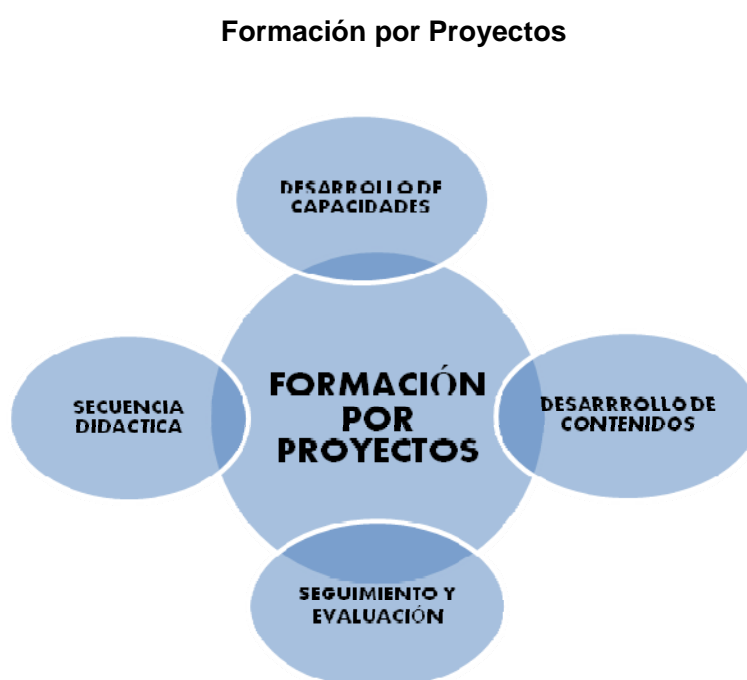 Formación por Proyectos
DESARROLLO DE
CAPACIDADES
FORMACIÓN
POR
PROYECTOS
SECUENCIA
DIDACTICA
DESARRROLLO DE
CONTENIDOS
SEGUIMIENTO Y
EVALUACIÓN